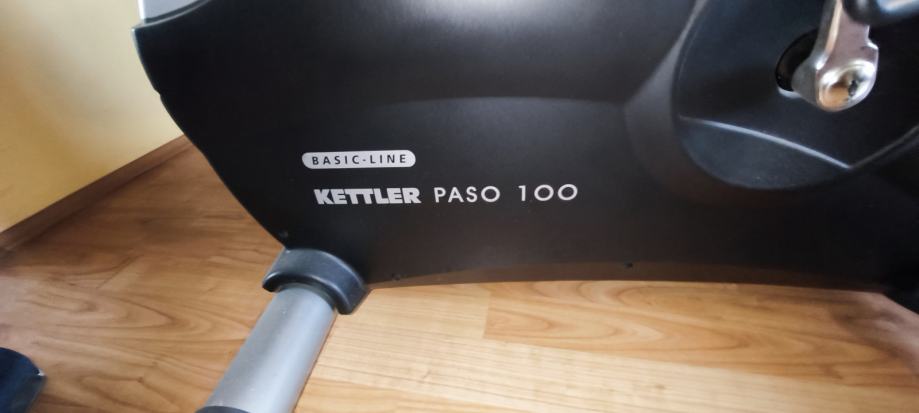 BASIC-LINE
KETTLER PASO 100